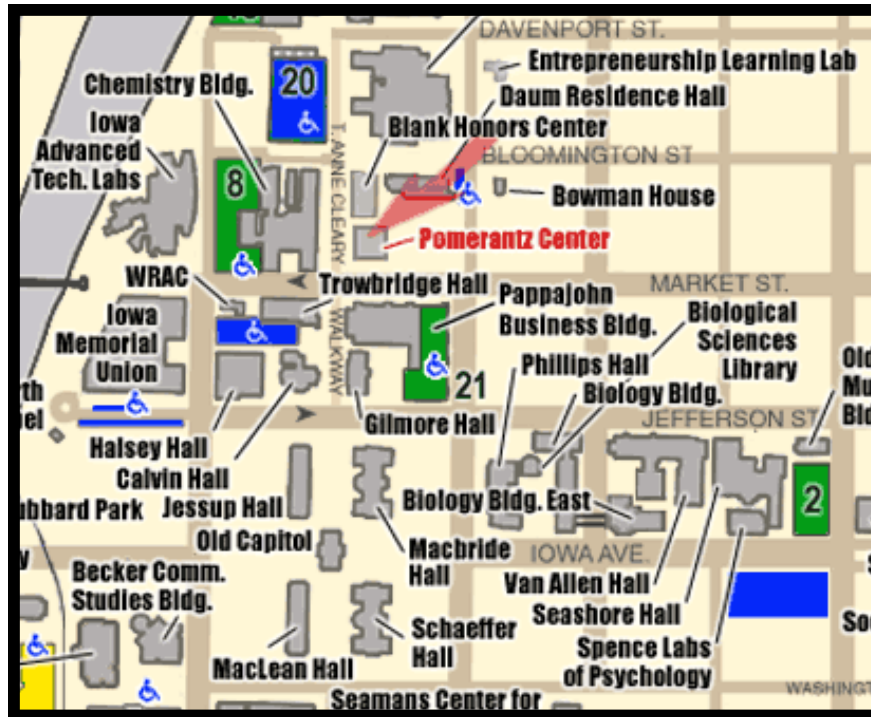 DAVENPORT ST.
Entrepreneurship Learning Lab
Chemistry Bldg.
20
Daum Residence Hall
Iowa
Advanced
Tech. Labs
Blank Honors Center
BLOOMINGTON ST
8
T. ANNE CLEARY WALKWAY
Bowman House
Pomerantz Center
WRAC
Trowbridge Hall
MARKET ST.
Iowa
Memorial
Union
Pappajohn
Business Bldg.
Biological
Sciences
Library
Phillips Hall
Biology Bldg.
21
Gilmore Hall
JEFFERSON ST
Halsey Hall
Calvin Hall
Jessup Hall
Biology Bldg. East
2
Old Capitol
Macbride
Hall
IOWA AVE.
Becker Comm.
Studies Bldg.
Van Allen Hall
Seashore Hall
Schaeffer
Hall
Spence Labs
of Psychology
MacLean Hall
Seamans Center for